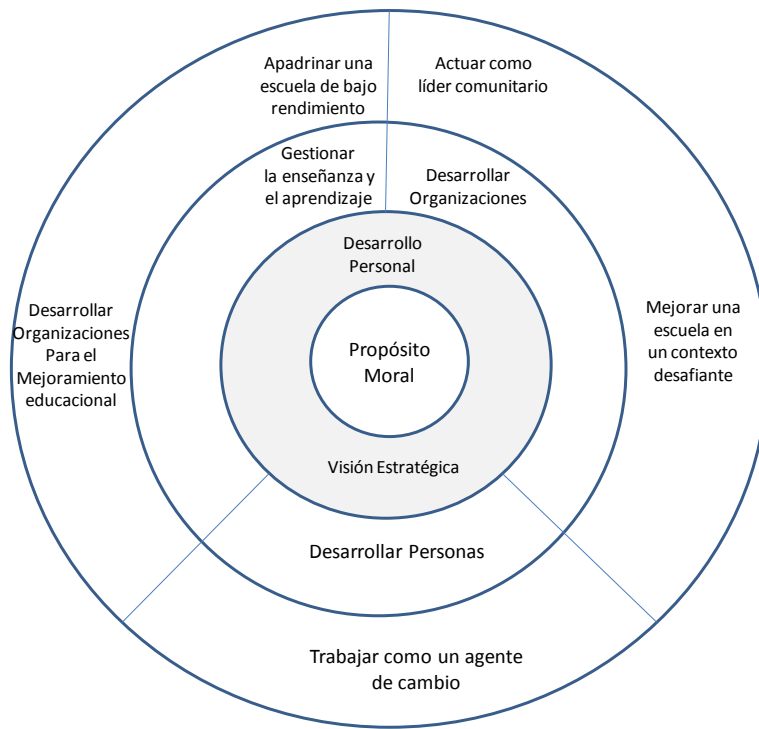 Apadrinar una
escuela de bajo
rendimiento
Actuar como
líder comunitario
Gestionar
la enseñanza y
el aprendizaje
Desarrollar
Organizaciones
Desarrollo
Personal
Desarrollar
Organizaciones
Para el
Mejoramiento
educacional
Propósito
Moral
Mejorar una
escuela en
un contexto
desafiante
Visión Estratégica
Desarrollar Personas
Trabajar como un agente
de cambio